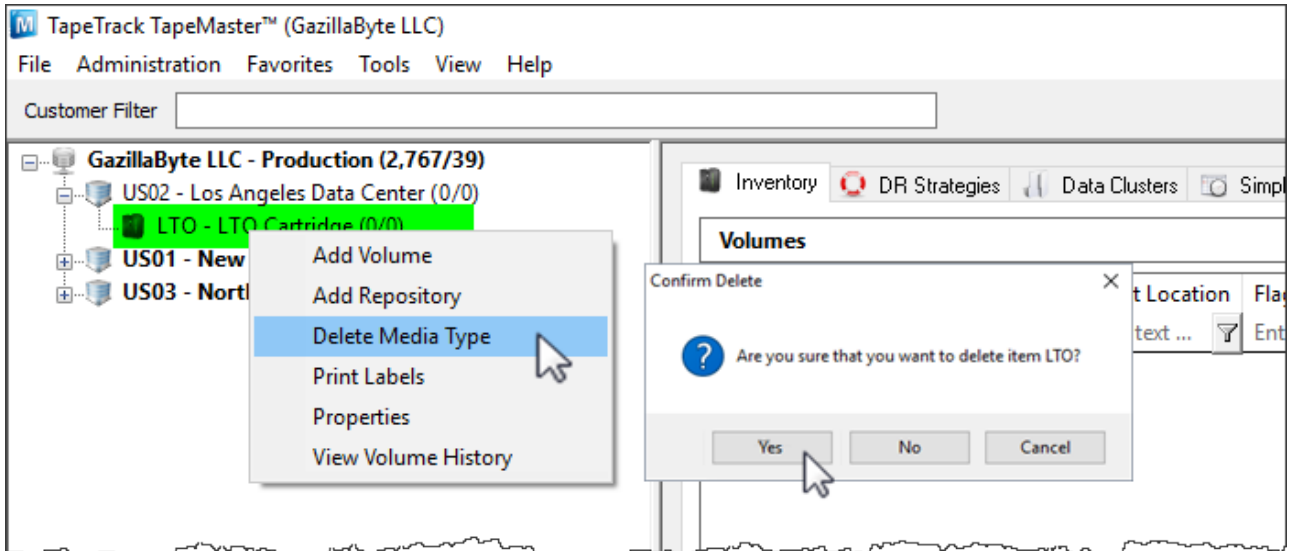 TapeTrack TapeMaster™ (GazillaByte LLC)
File Administration Favorites Tools View Help
Customer Filter
GazillaByte LLC - Production (2,767/39)
US02 - Los Angeles Data Center (0/0)
LTO - LTO Cartridge (0/0)
US01 - New
US03 - North
Add Volume
Add Repository
Delete Media Type
Print Labels
Properties
View Volume History
Inventory DR Strategies Data Clusters Simpl
Volumes
Confirm Delete
Are you sure that you want to delete item LTO?
Yes No Cancel
t Location Flag
text ... Ent